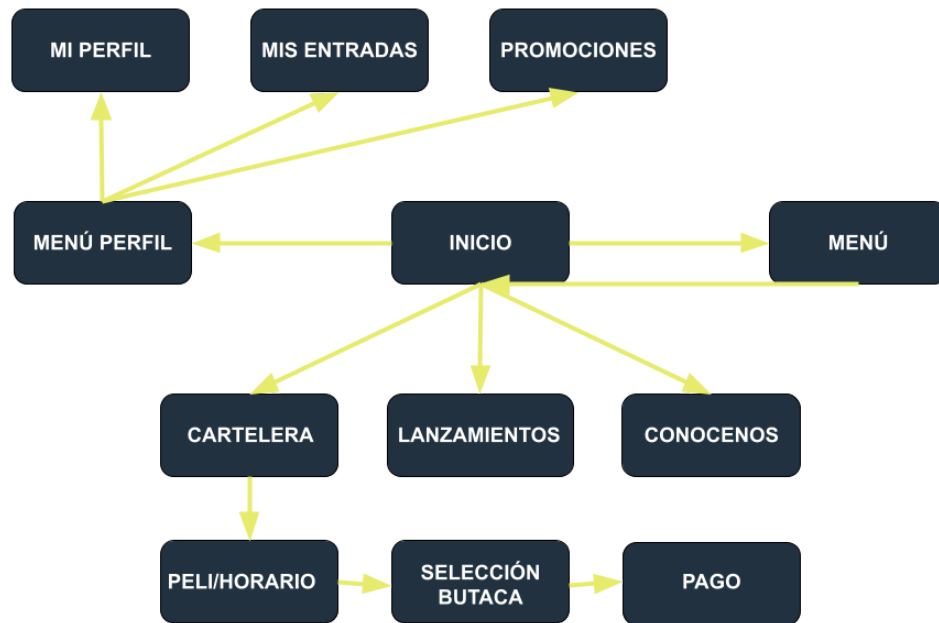 MI PERFIL
MIS ENTRADAS
PROMOCIONES
MENÚ PERFIL
INICIO
MENÚ
CARTELERA
LANZAMIENTOS
CONOCENOS
PELI/HORARIO
SELECCIÓN
BUTACA
PAGO